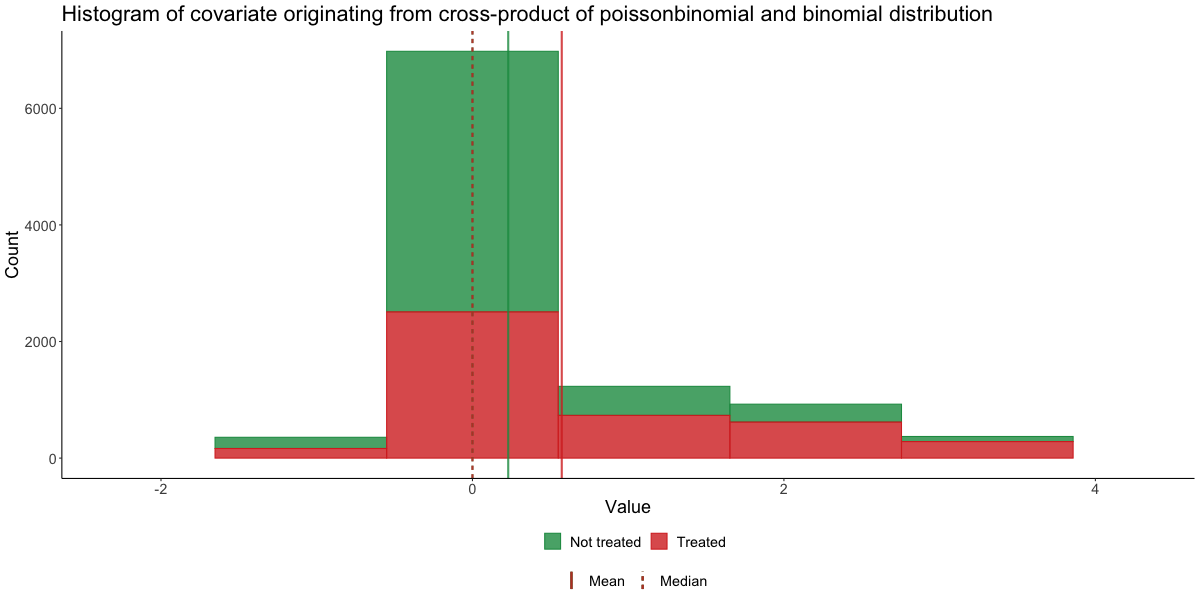 Histogram of covariate originating from cross-product of poissonbinomial and binomial distribution
Count
6000
4000
2000
0
-2 0 2 4
Value
Not treated Treated
Mean Median